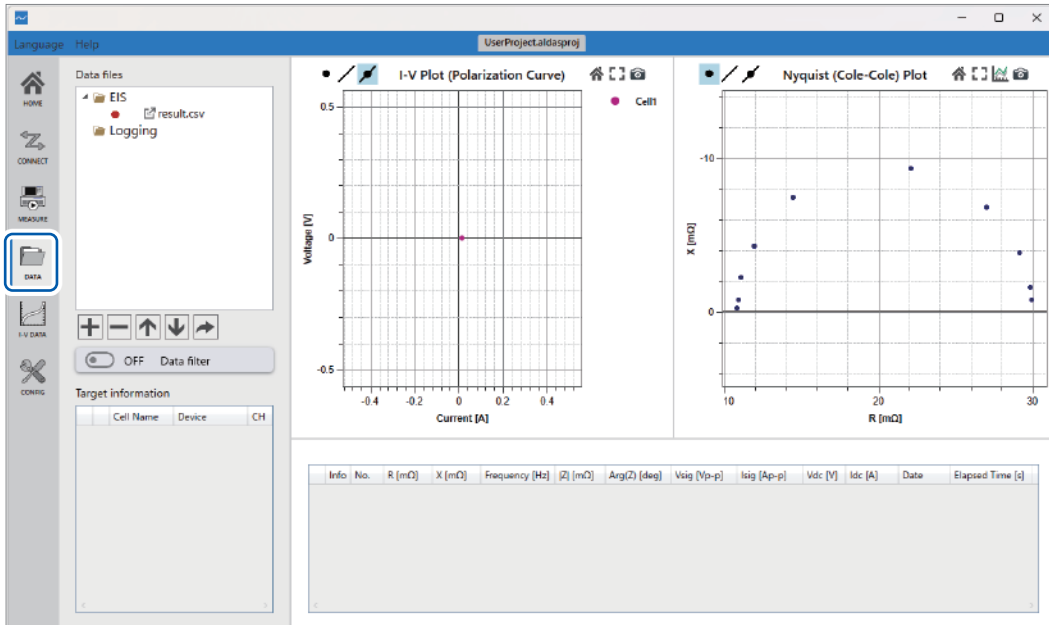 Language Help UserProject.aldasproj
HOME
CONNECT
MEASURE
DATA
I-V DATA
CONFIG
Data files
EIS
result.csv
Logging
OFF Data filter
Target information
Cell Name Device CH
I-V Plot (Polarization Curve)
Cell1
0.5
0
-0.5
Voltage [V]
-0.4 -0.2 0 0.2 0.4
Current [A]
Nyquist (Cole-Cole) Plot
-10
0
X [mΩ]
10 20 30
R [mΩ]
Info No. R [mΩ] X [mΩ] Frequency [Hz] |Z| [mΩ] Arg(Z) [deg] Vsig [Vp-p] Isig [Ap-p] Vdc [V] Idc [A] Date Elapsed Time [s]